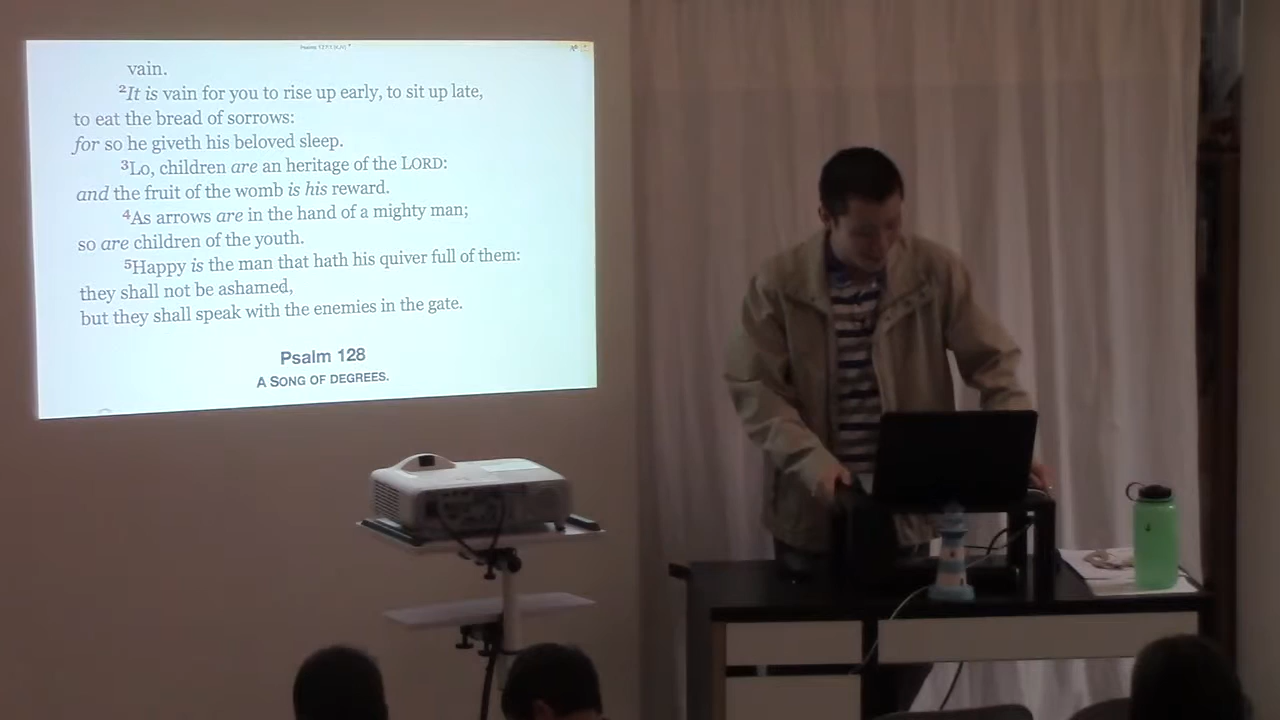 Psalms 127:1 (KJV)
vain.
2It is vain for you to rise up early, to sit up late,
to eat the bread of sorrows:
for so he giveth his beloved sleep.
3Lo, children are an heritage of the LORD:
and the fruit of the womb is his reward.
4As arrows are in the hand of a mighty man;
so are children of the youth.
5Happy is the man that hath his quiver full of them:
they shall not be ashamed,
but they shall speak with the enemies in the gate.
Psalm 128
A SONG OF DEGREES.